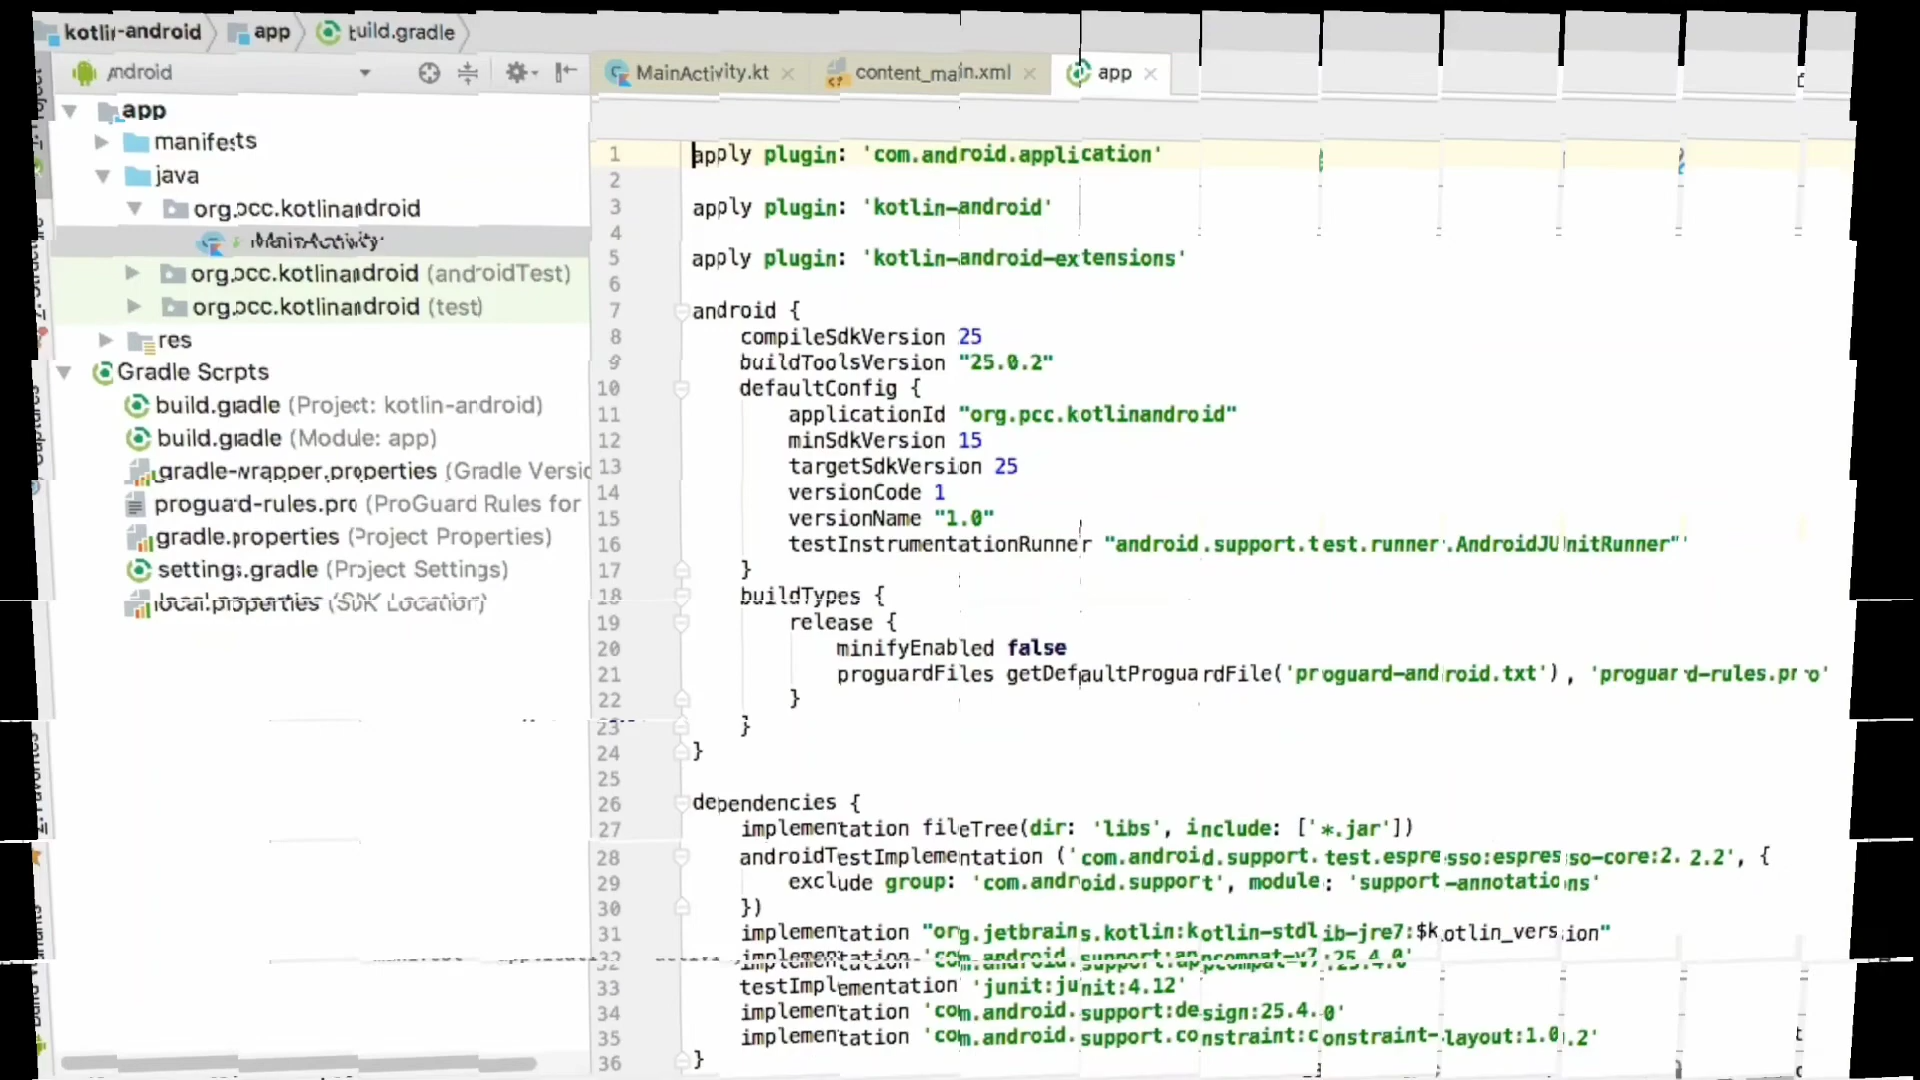 kotlin-android app build.gradle
Android
MainActivity.kt content_main.xml app
app
manifests
java
org.pcc.kotlinandroid
MainActivity
org.pcc.kotlinandroid (androidTest)
org.pcc.kotlinandroid (test)
res
Gradle Scripts
build.gradle (Project: kotlin-android)
build.gradle (Module: app)
gradle-wrapper.properties (Gradle Versio
proguard-rules.pro (ProGuard Rules for
gradle.properties (Project Properties)
settings.gradle (Project Settings)
local.properties (SDK Location)
1 apply plugin: 'com.android.application'
2
3 apply plugin: 'kotlin-android'
4
5 apply plugin: 'kotlin-android-extensions'
6
7 android {
8 compileSdkVersion 25
9 buildToolsVersion "25.0.2"
10 defaultConfig {
11 applicationId "org.pcc.kotlinandroid"
12 minSdkVersion 15
13 targetSdkVersion 25
14 versionCode 1
15 versionName "1.0"
16 testInstrumentationRunner "android.support.test.runner.AndroidJUnitRunner"
17 }
18 buildTypes {
19 release {
20 minifyEnabled false
21 proguardFiles getDefaultProguardFile('proguard-android.txt'), 'proguard-rules.pro'
22 }
23 }
24 }
25
26 dependencies {
27 implementation fileTree(dir: 'libs', include: ['*.jar'])
28 androidTestImplementation ('com.android.support.test.espresso:espresso-core:2.2.2', {
29 exclude group: 'com.android.support', module: 'support-annotations'
30 })
31 implementation "org.jetbrains.kotlin:kotlin-stdlib-jre7:$kotlin_version"
32 implementation 'com.android.support:appcompat-v7:25.4.0'
33 testImplementation 'junit:junit:4.12'
34 implementation 'com.android.support:design:25.4.0'
35 implementation 'com.android.support.constraint:constraint-layout:1.0.2'
36 }